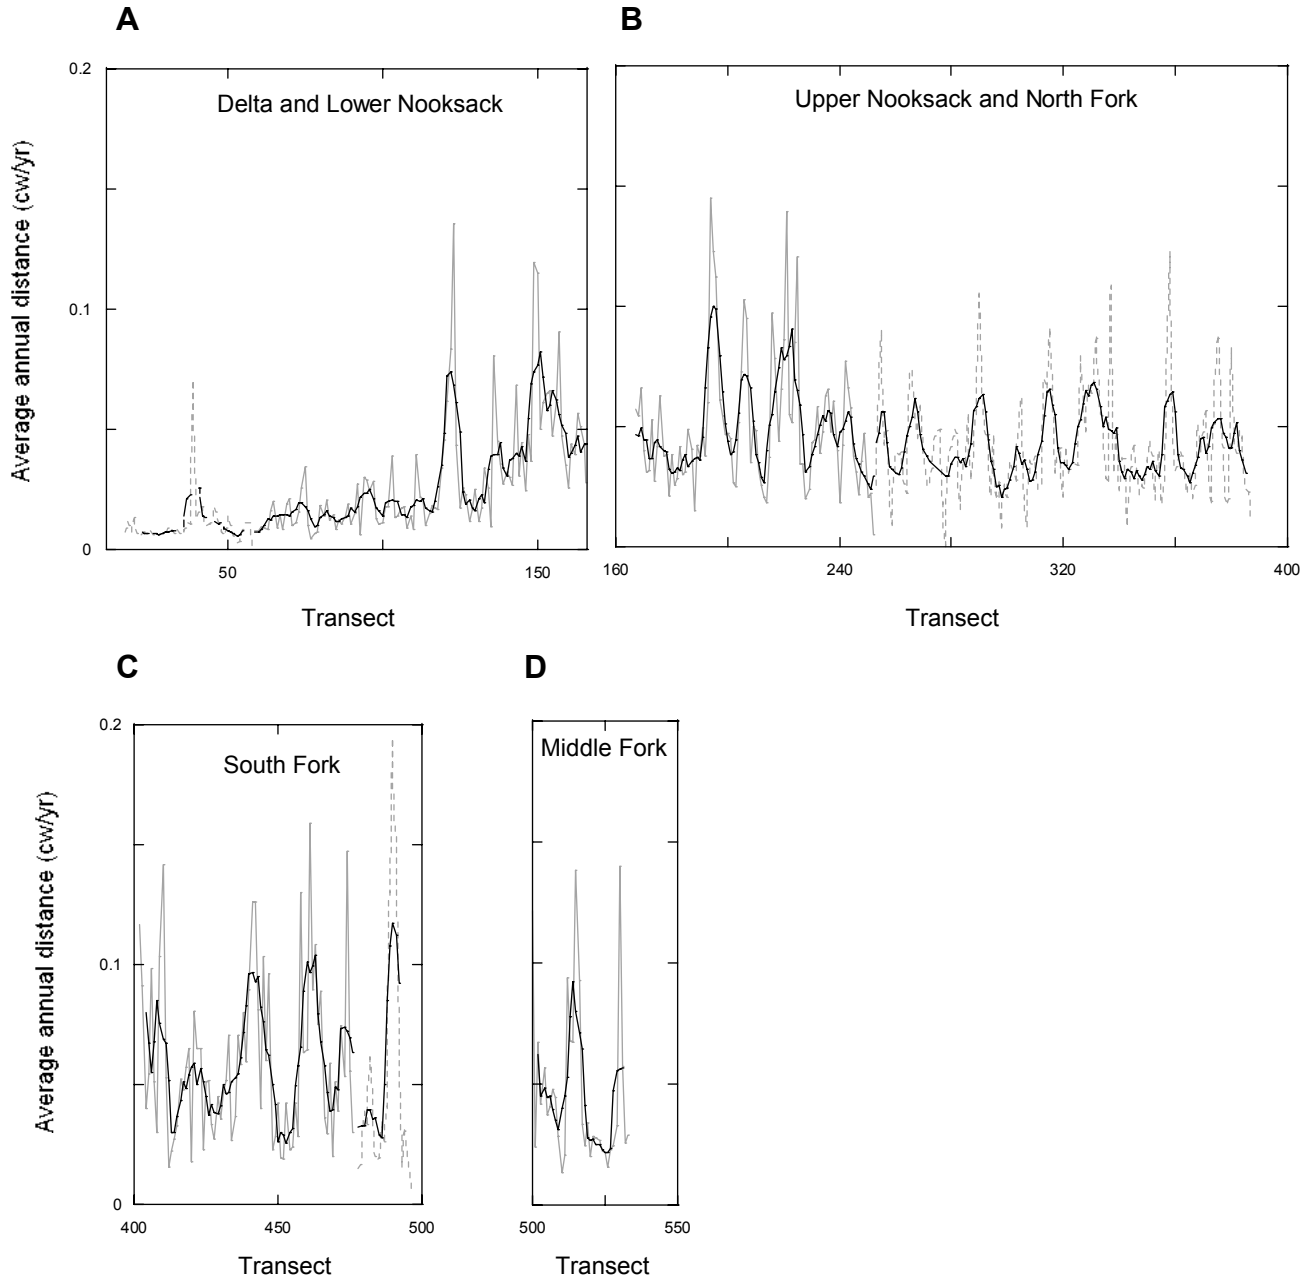 A
B
0.2
Delta and Lower Nooksack
Upper Nooksack and North Fork
Average annual distance (cw/yr)
0.1
0
50
150
160
240
320
400
Transect
Transect
C
D
0.2
South Fork
Middle Fork
Average annual distance (cw/yr)
0.1
0
400
450
500
500
550
Transect
Transect